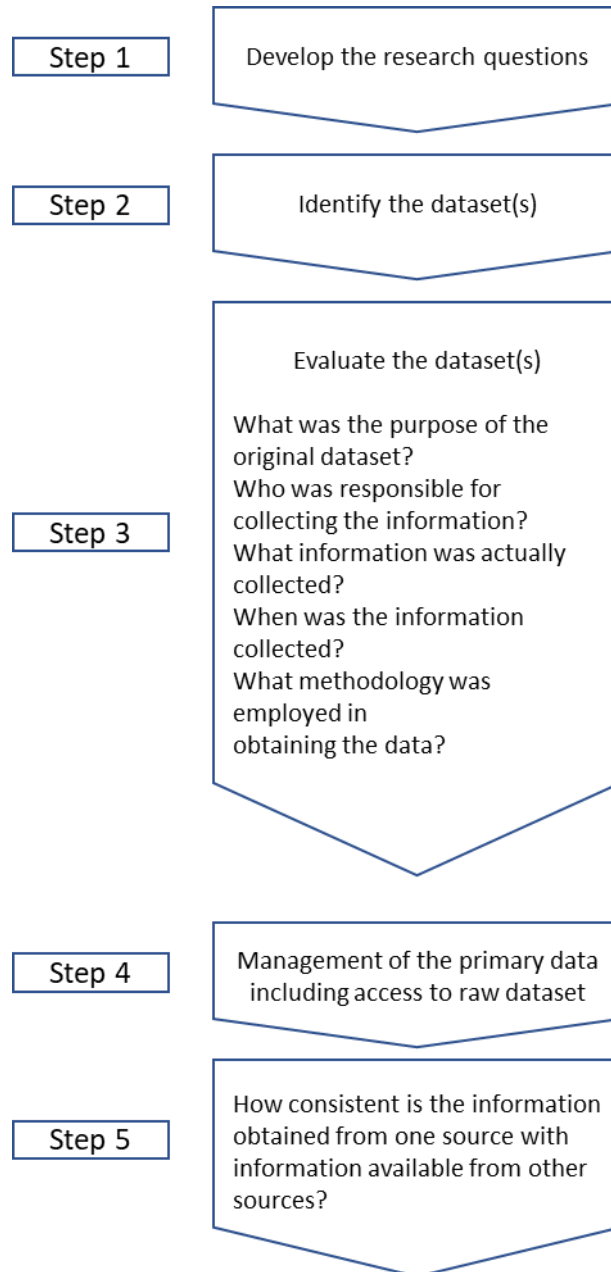 Step 1
Develop the research questions
Step 2
Identify the dataset(s)
Step 3
Evaluate the dataset(s)
What was the purpose of the
original dataset?
Who was responsible for
collecting the information?
What information was actually
collected?
When was the information
collected?
What methodology was
employed in
obtaining the data?
Step 4
Management of the primary data
including access to raw dataset
Step 5
How consistent is the information
obtained from one source with
information available from other
sources?